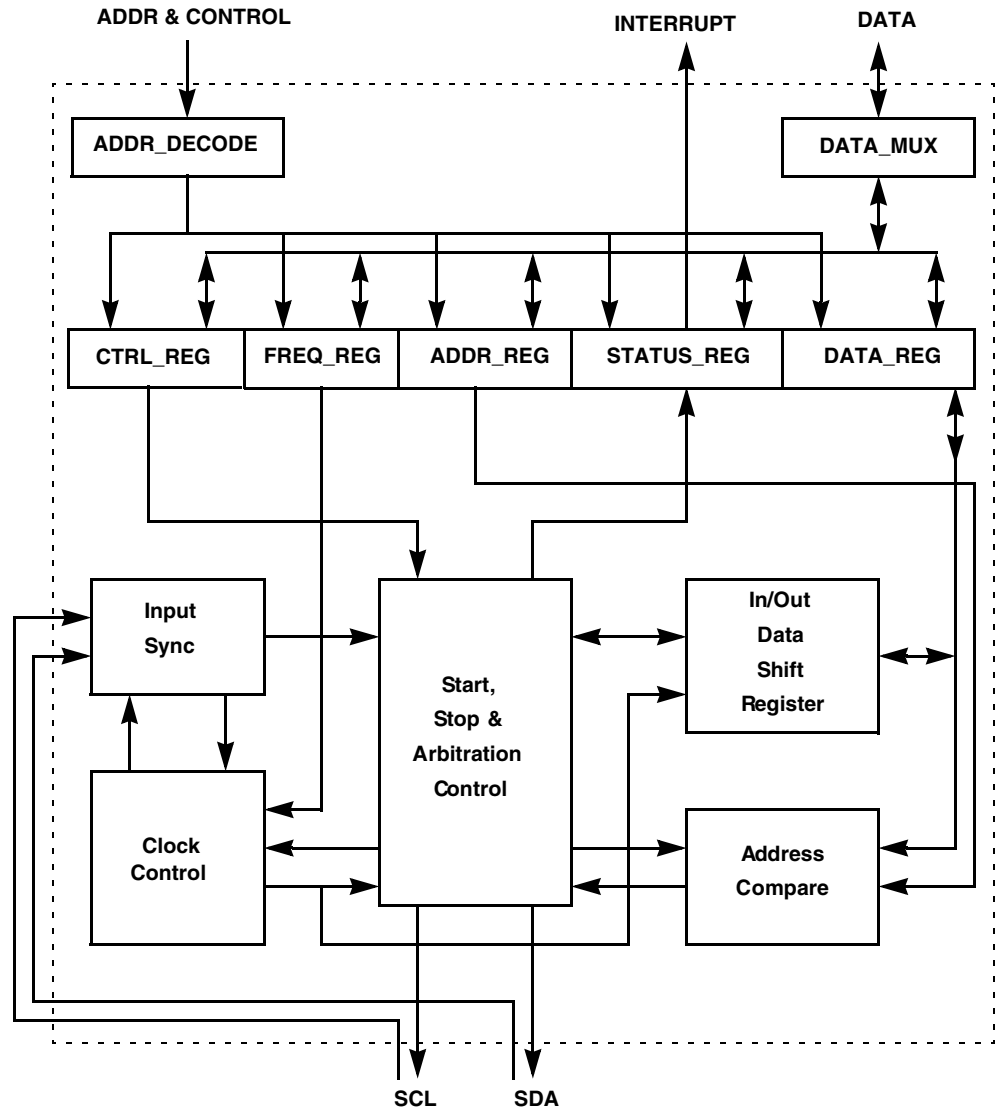 ADDR & CONTROL
INTERRUPT
DATA
ADDR_DECODE
DATA_MUX
CTRL_REG
FREQ_REG
ADDR_REG
STATUS_REG
DATA_REG
Input
Sync
Start,
Stop &
Arbitration
Control
In/Out
Data
Shift
Register
Clock
Control
Address
Compare
SCL
SDA